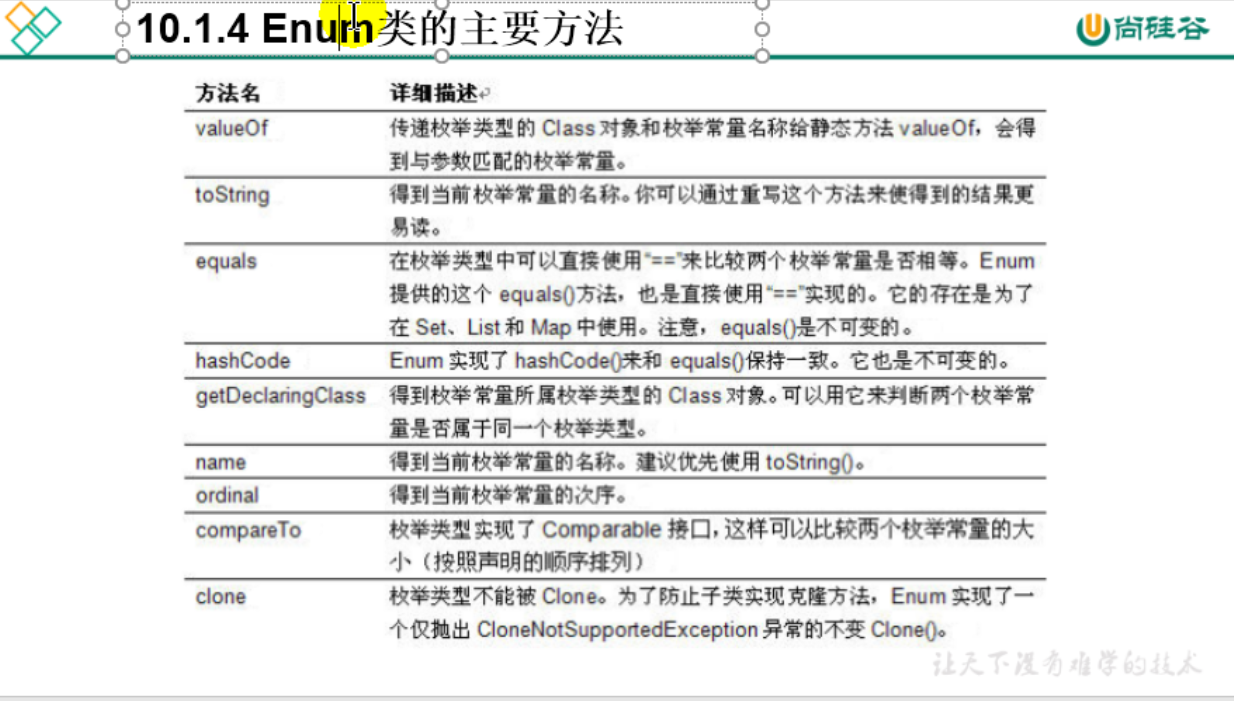 10.1.4 Enum类的主要方法
尚硅谷
方法名 详细描述
valueOf 传递枚举类型的 Class 对象和枚举常量名称给静态方法 valueOf，会得
到与参数匹配的枚举常量。
toString 得到当前枚举常量的名称。你可以通过重写这个方法来使得到的结果更
易读。
equals 在枚举类型中可以直接使用“==”来比较两个枚举常量是否相等。Enum
提供的这个 equals()方法，也是直接使用“==”实现的。它的存在是为了
在 Set、List 和 Map 中使用。注意，equals()是不可变的。
hashCode Enum 实现了 hashCode()来和 equals()保持一致。它也是不可变的。
getDeclaringClass 得到枚举常量所属枚举类型的 Class 对象。可以用它来判断两个枚举常
量是否属于同一个枚举类型。
name 得到当前枚举常量的名称。建议优先使用 toString()。
ordinal 得到当前枚举常量的次序。
compareTo 枚举类型实现了 Comparable 接口，这样可以比较两个枚举常量的大
小（按照声明的顺序排列）
clone 枚举类型不能被 Clone。为了防止子类实现克隆方法，Enum 实现了一
个仅抛出 CloneNotSupportedException 异常的不变 Clone()。
让天下没有难学的技术